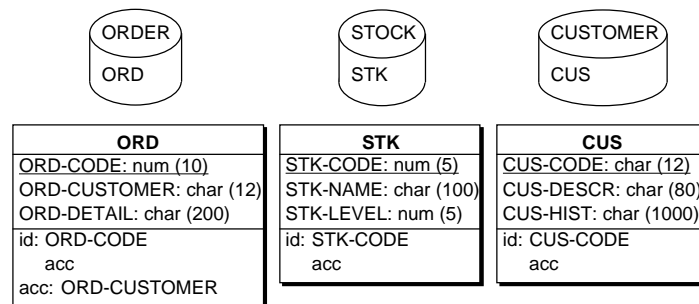 ORDER
ORD
STOCK
STK
CUSTOMER
CUS
ORD
ORD-CODE: num (10)
ORD-CUSTOMER: char (12)
ORD-DETAIL: char (200)
id: ORD-CODE
acc
acc: ORD-CUSTOMER
STK
STK-CODE: num (5)
STK-NAME: char (100)
STK-LEVEL: num (5)
id: STK-CODE
acc
CUS
CUS-CODE: char (12)
CUS-DESCR: char (80)
CUS-HIST: char (1000)
id: CUS-CODE
acc